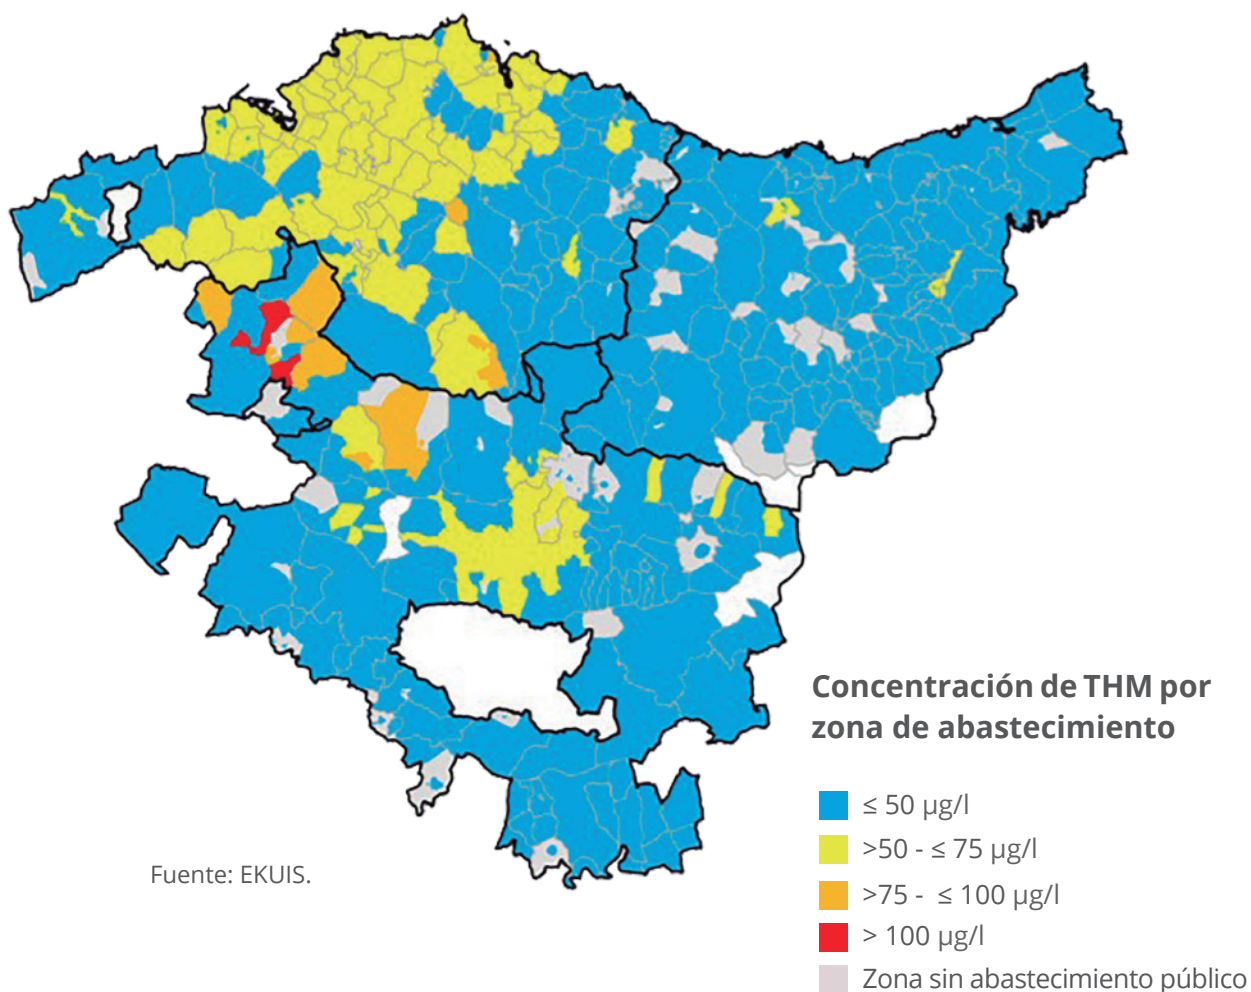 Concentración de THM por
zona de abastecimiento
≤ 50 µg/l
>50 - ≤ 75 µg/l
>75 - ≤ 100 µg/l
> 100 µg/l
Zona sin abastecimiento público
Fuente: EKUIS.